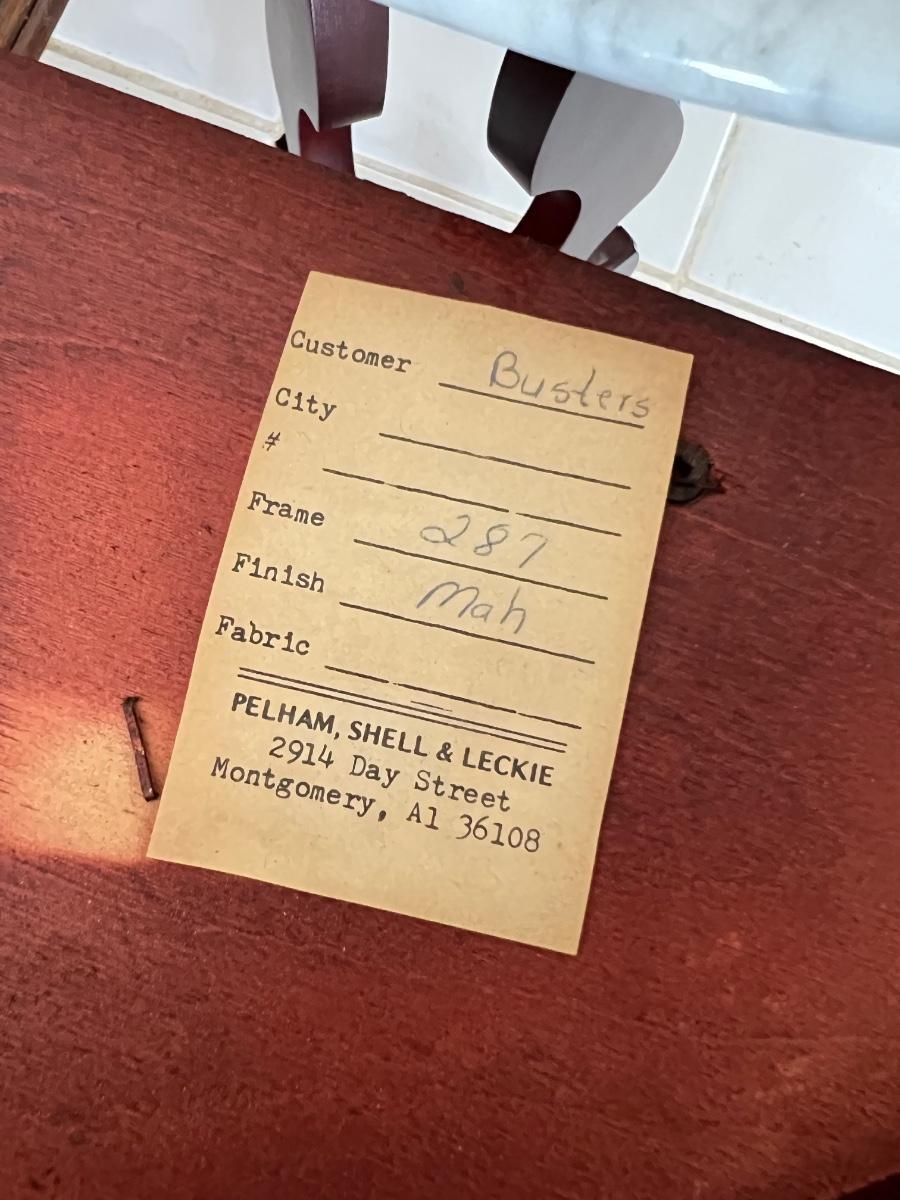 Customer Busters
City
#
Frame 287
Finish Mah
Fabric
PELHAM, SHELL & LECKIE
2914 Day Street
Montgomery, Al 36108